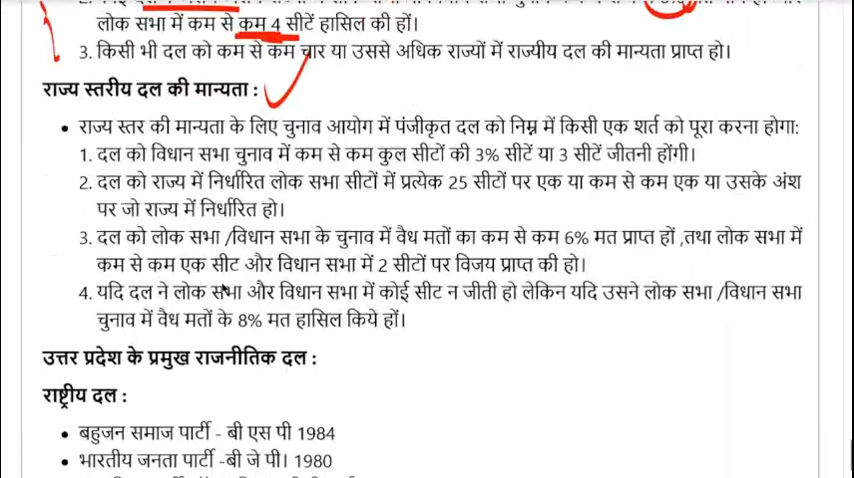 लोक सभा में कम से कम 4 सीटें हासिल की हों।
3. किसी भी दल को कम से कम चार या उससे अधिक राज्यों में राज्यीय दल की मान्यता प्राप्त हो।
राज्य स्तरीय दल की मान्यता :
• राज्य स्तर की मान्यता के लिए चुनाव आयोग में पंजीकृत दल को निम्न में किसी एक शर्त को पूरा करना होगा:
1. दल को विधान सभा चुनाव में कम से कम कुल सीटों की 3% सीटें या 3 सीटें जीतनी होंगी।
2. दल को राज्य में निर्धारित लोक सभा सीटों में प्रत्येक 25 सीटों पर एक या कम से कम एक या उसके अंश
पर जो राज्य में निर्धारित हो।
3. दल को लोक सभा /विधान सभा के चुनाव में वैध मतों का कम से कम 6% मत प्राप्त हों ,तथा लोक सभा में
कम से कम एक सीट और विधान सभा में 2 सीटों पर विजय प्राप्त की हो।
4. यदि दल ने लोक सभा और विधान सभा में कोई सीट न जीती हो लेकिन यदि उसने लोक सभा /विधान सभा
चुनाव में वैध मतों के 8% मत हासिल किये हों।
उत्तर प्रदेश के प्रमुख राजनीतिक दल :
राष्ट्रीय दल :
• बहुजन समाज पार्टी - बी एस पी 1984
• भारतीय जनता पार्टी -बी जे पी। 1980